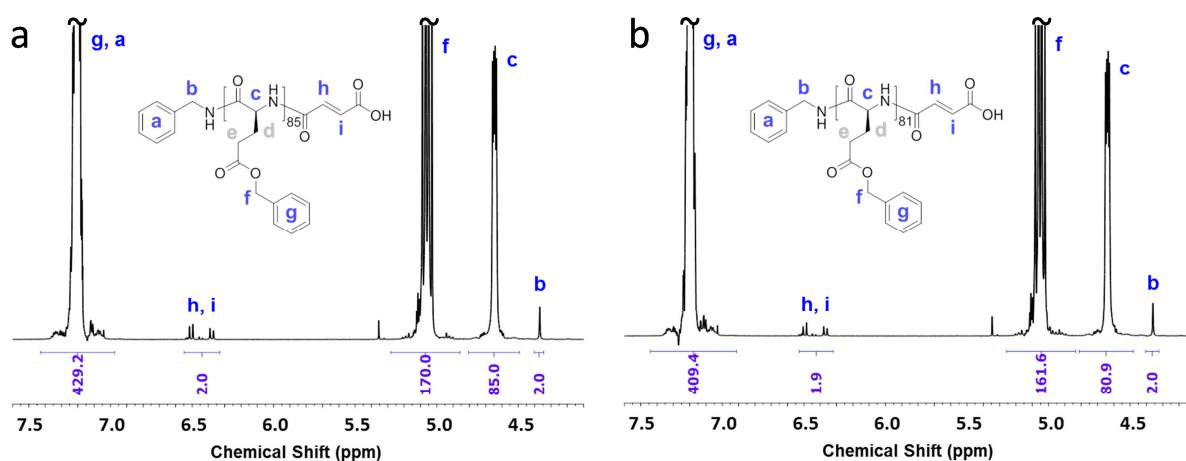 a
g, a
f
c
b
h, i
O
b
c
H
N
h
O
N
H
OH
85
a
O
i
e
d
O
O
f
g
429.2
2.0
170.0
85.0
2.0
7.5 7.0 6.5 6.0 5.5 5.0 4.5
Chemical Shift (ppm)
b
g, a
f
c
b
h, i
O
b
c
H
N
h
O
N
H
OH
81
a
O
i
e
d
O
O
f
g
409.4
1.9
161.6
80.9
2.0
7.5 7.0 6.5 6.0 5.5 5.0 4.5
Chemical Shift (ppm)